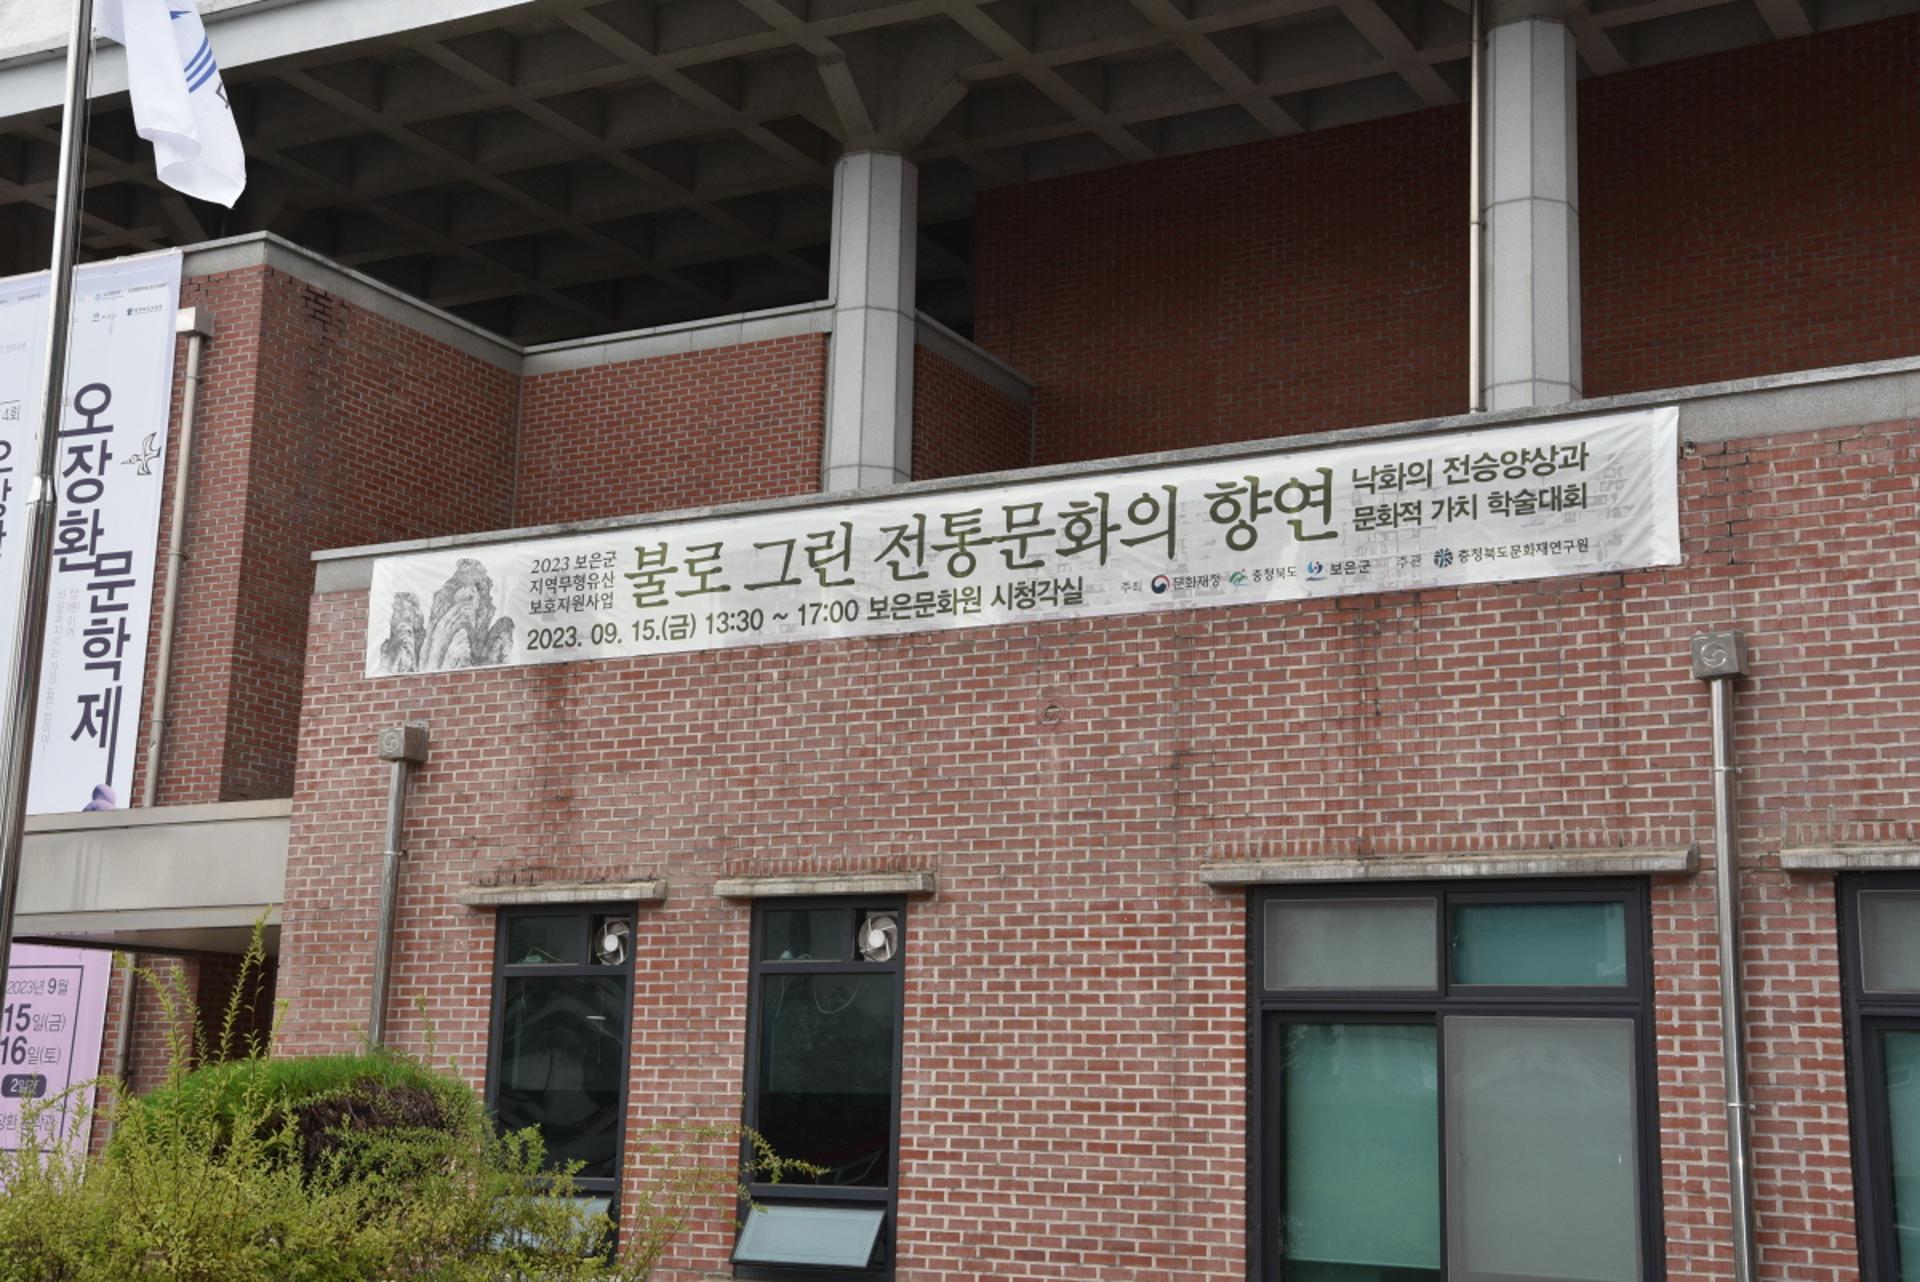 2023 보은군
지역무형유산
보호지원사업
불로 그린 전통문화의 향연
낙화의 전승양상과
문화적 가치 학술대회
2023. 09. 15.(금) 13:30 ~ 17:00 보은문화원 시청각실
주최 문화재청 충청북도 보은군 주관 충청북도문화재연구원
4회
오장환
문학제
2023년 9월
15일(금)
16일(토)
2일간